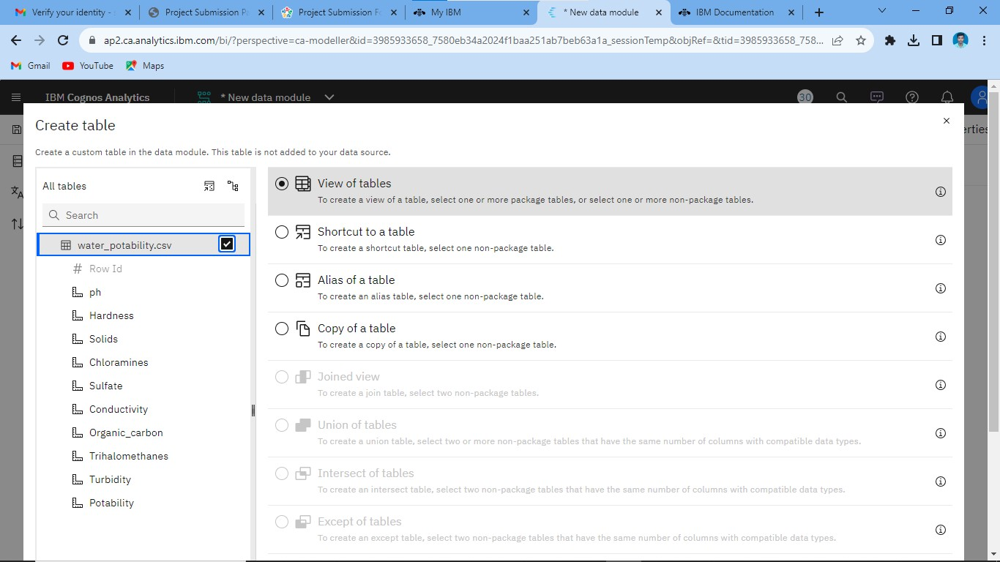 Verify your identity -
Project Submission Pa
Project Submission Fo
My IBM
* New data module
IBM Documentation
ap2.ca.analytics.ibm.com/bi/?perspective=ca-modeller&id=3985933658_7580eb34a2024f1baa251ab7beb63a1a_sessionTemp&objRef=&tid=3985933658_758...
Gmail
YouTube
Maps
IBM Cognos Analytics
* New data module
30
erties
Create table
Create a custom table in the data module. This table is not added to your data source.
All tables
Search
water_potability.csv
# Row Id
ph
Hardness
Solids
Chloramines
Sulfate
Conductivity
Organic_carbon
Trihalomethanes
Turbidity
Potability
View of tables
To create a view of a table, select one or more package tables, or select one or more non-package tables.
Shortcut to a table
To create a shortcut table, select one non-package table.
Alias of a table
To create an alias table, select one non-package table.
Copy of a table
To create a copy of a table, select one non-package table.
Joined view
To create a join table, select two non-package tables.
Union of tables
To create a union table, select two or more non-package tables that have the same number of columns with compatible data types.
Intersect of tables
To create an intersect table, select two non-package tables that have the same number of columns with compatible data types.
Except of tables
To create an except table, select two non-package tables that have the same number of columns with compatible data types.